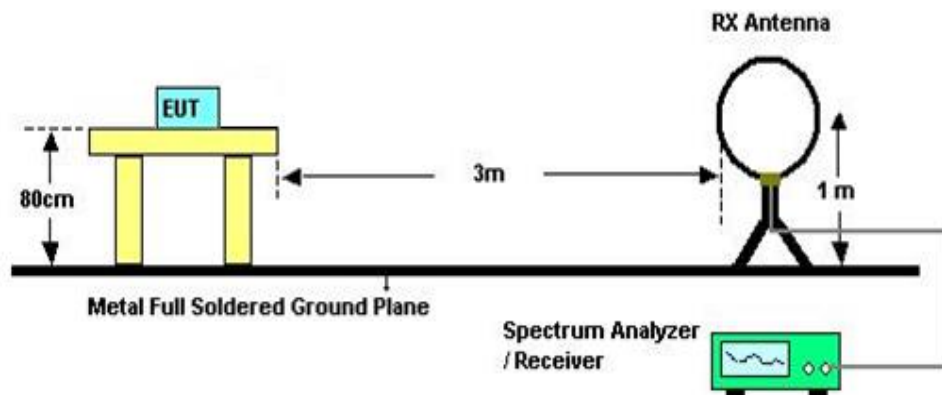 RX Antenna
EUT
80cm
3m
1 m
Metal Full Soldered Ground Plane
Spectrum Analyzer
/ Receiver